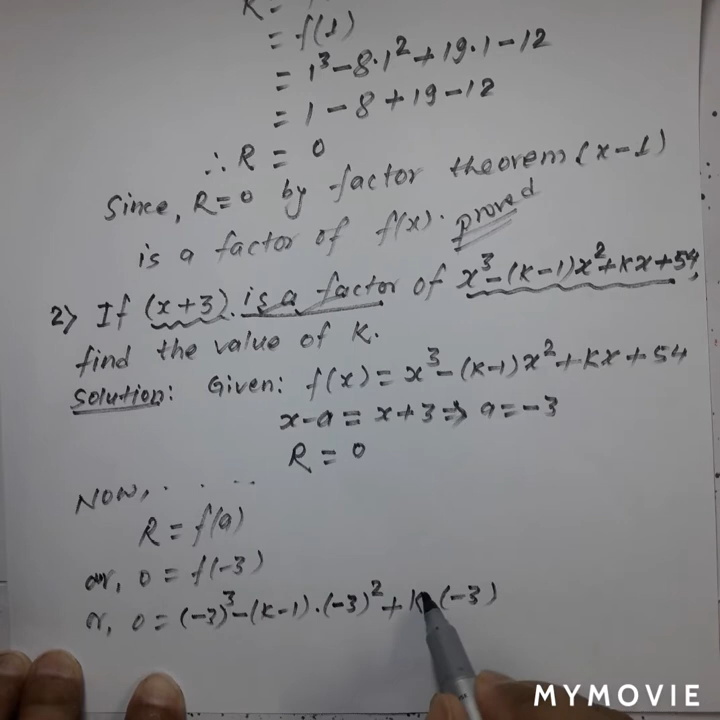 = f(1)
= 1³-8·1²+19·1-12
= 1-8+19-12
∴ R = 0
Since, R=0 by factor theorem (x-1)
is a factor of f(x). proved
2) If (x+3) is a factor of x³-(k-1)x²+kx+54,
find the value of K.
Solution: Given: f(x) = x³-(k-1)x²+kx+54
x-a = x+3 ⇒ a=-3
R = 0
Now, . . . .
R = f(a)
or, 0 = f(-3)
or, 0 = (-3)³-(k-1)·(-3)²+k(-3)
MYMOVIE